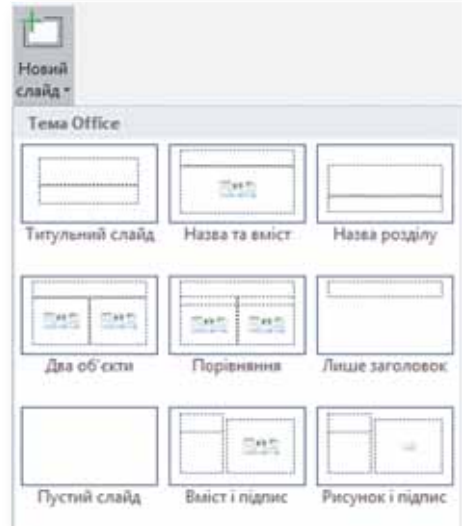 Новий
слайд
Тема Office
Титульний слайд
Назва та вміст
Назва розділу
Два об'єкти
Порівняння
Лише заголовок
Пустий слайд
Вміст і підпис
Рисунок і підпис